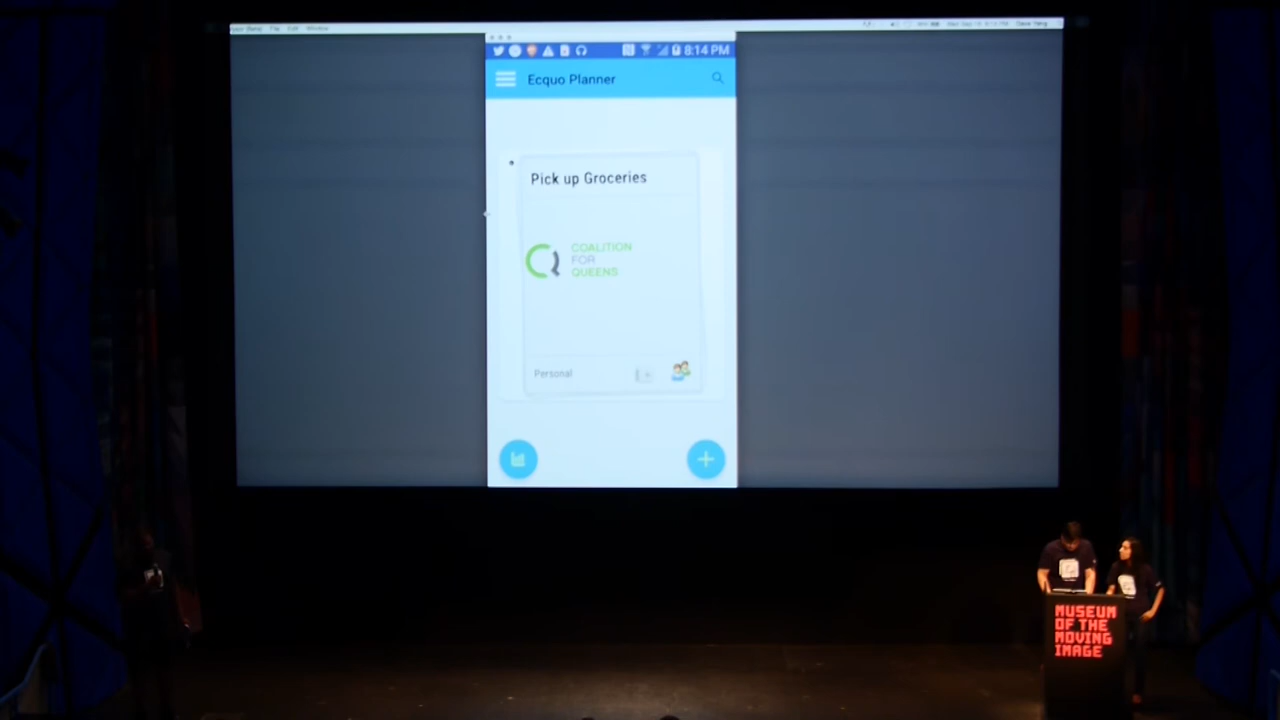 8:14 PM
Ecquo Planner
Pick up Groceries
COALITION
FOR
QUEENS
Personal
MUSEUM
OF THE
MOVING
IMAGE